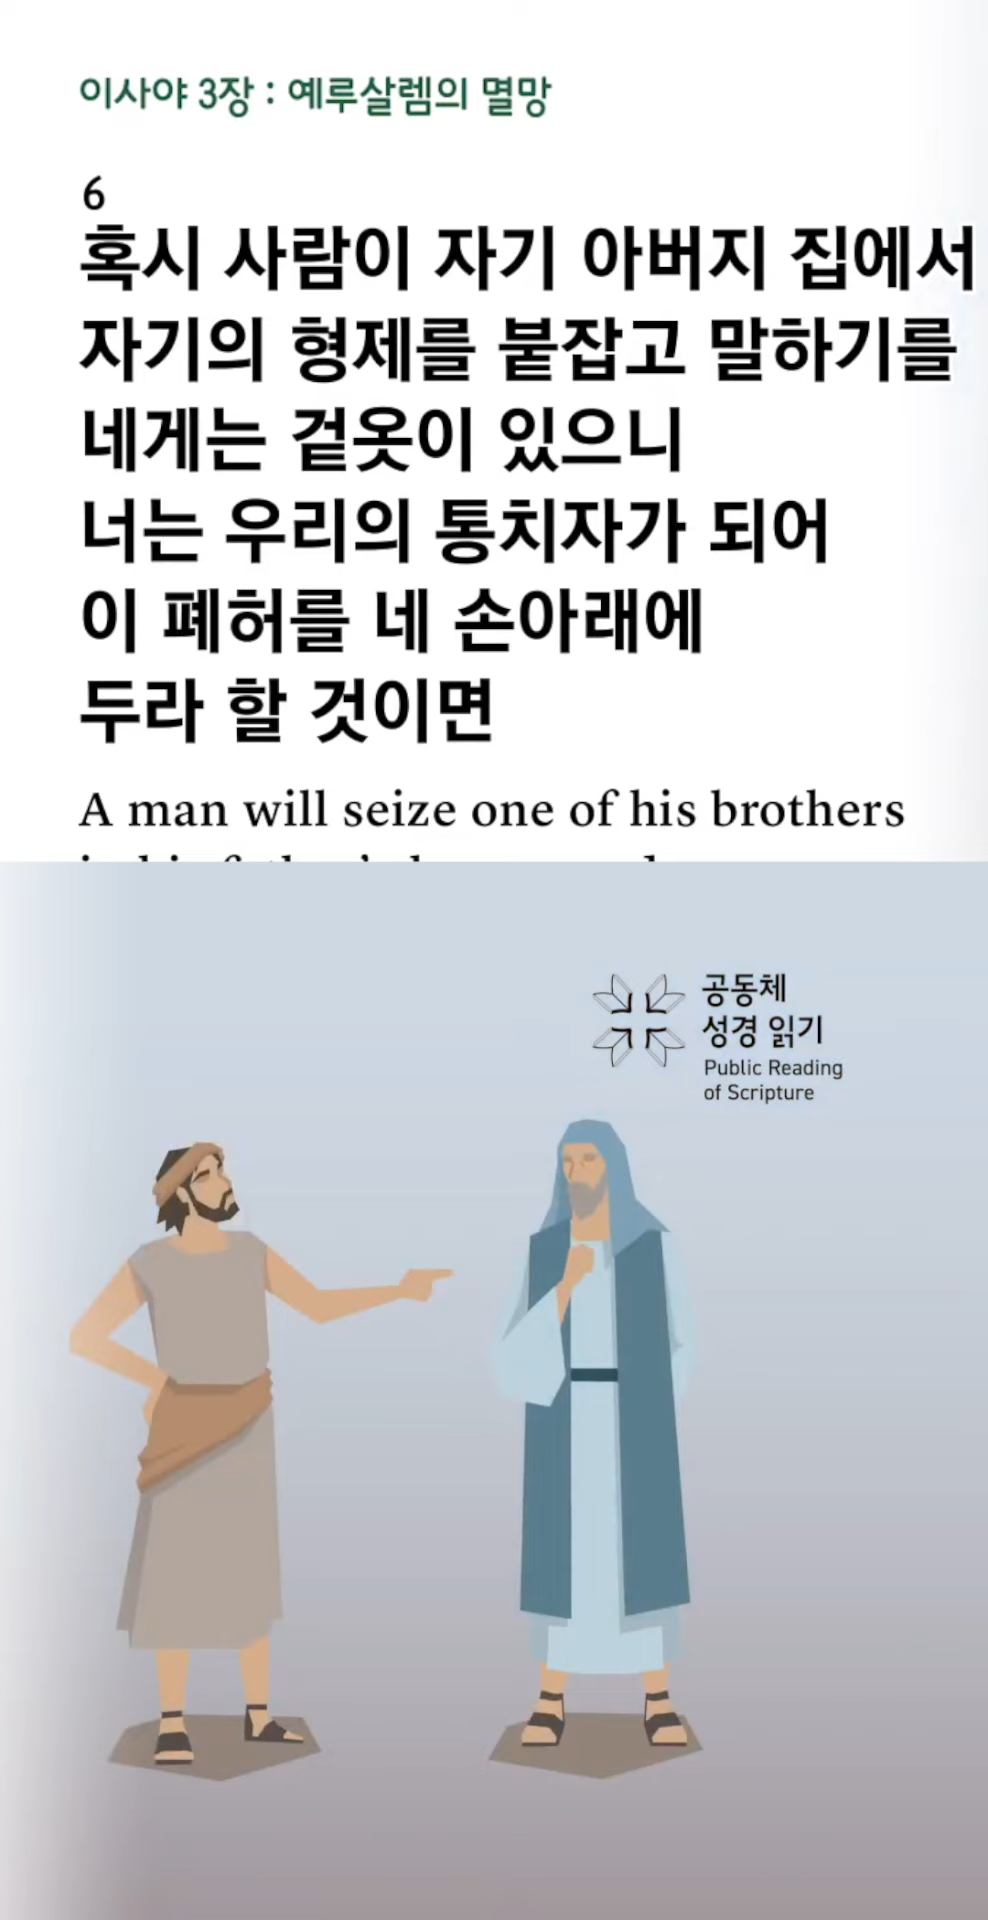 이사야 3장 : 예루살렘의 멸망
6
혹시 사람이 자기 아버지 집에서
자기의 형제를 붙잡고 말하기를
네게는 겉옷이 있으니
너는 우리의 통치자가 되어
이 폐허를 네 손아래에
두라 할 것이면
A man will seize one of his brothers
공동체
성경 읽기
Public Reading
of Scripture